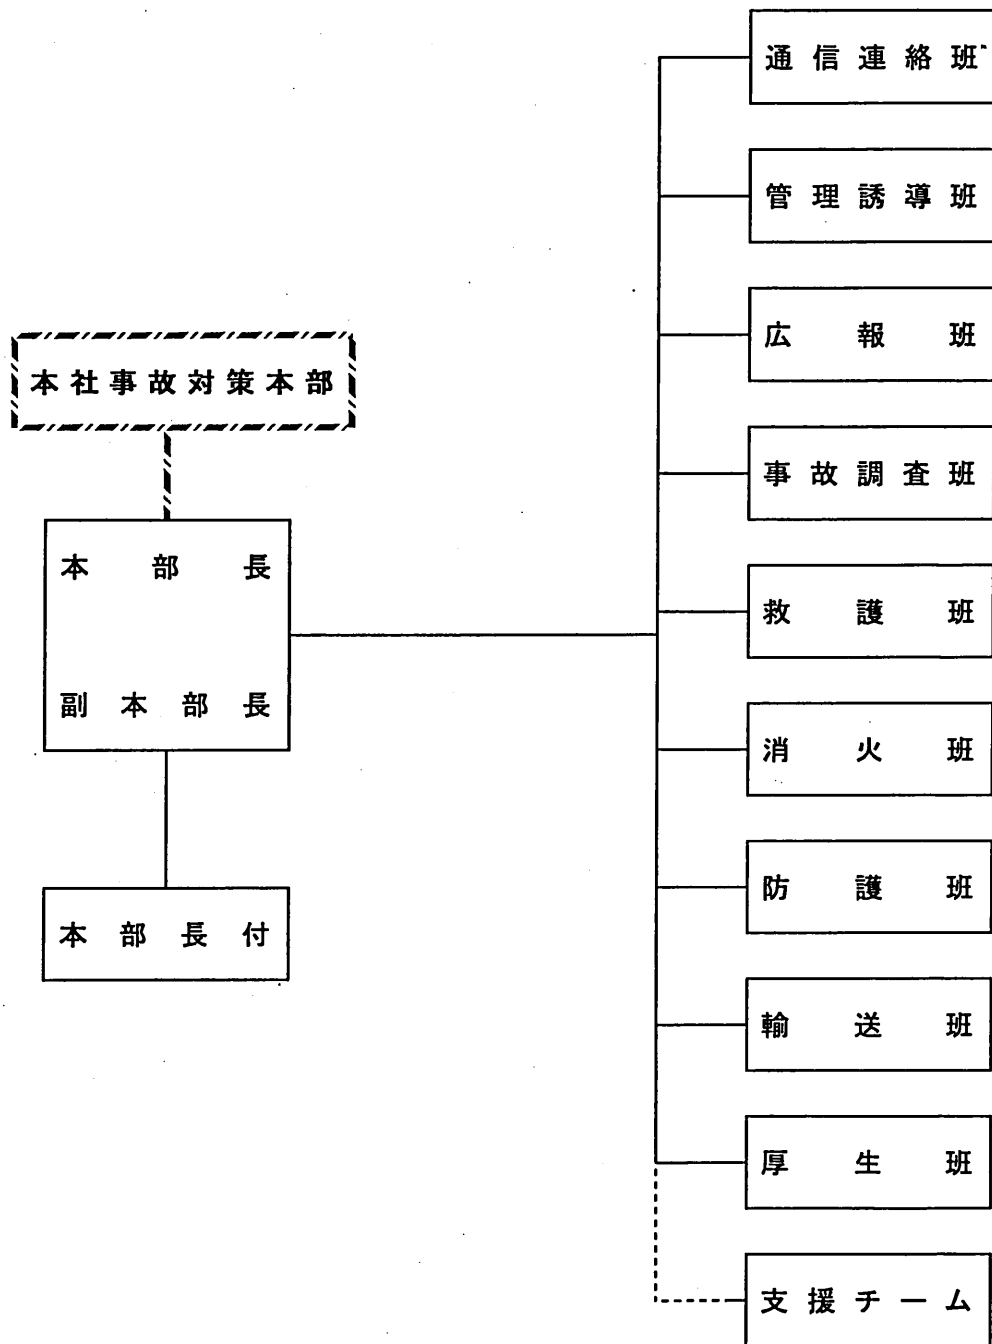 本社事故対策本部
本部長
副本部長
本部長付
通信連絡班
管理誘導班
広報班
事故調査班
救護班
消火班
防護班
輸送班
厚生班
支援チーム